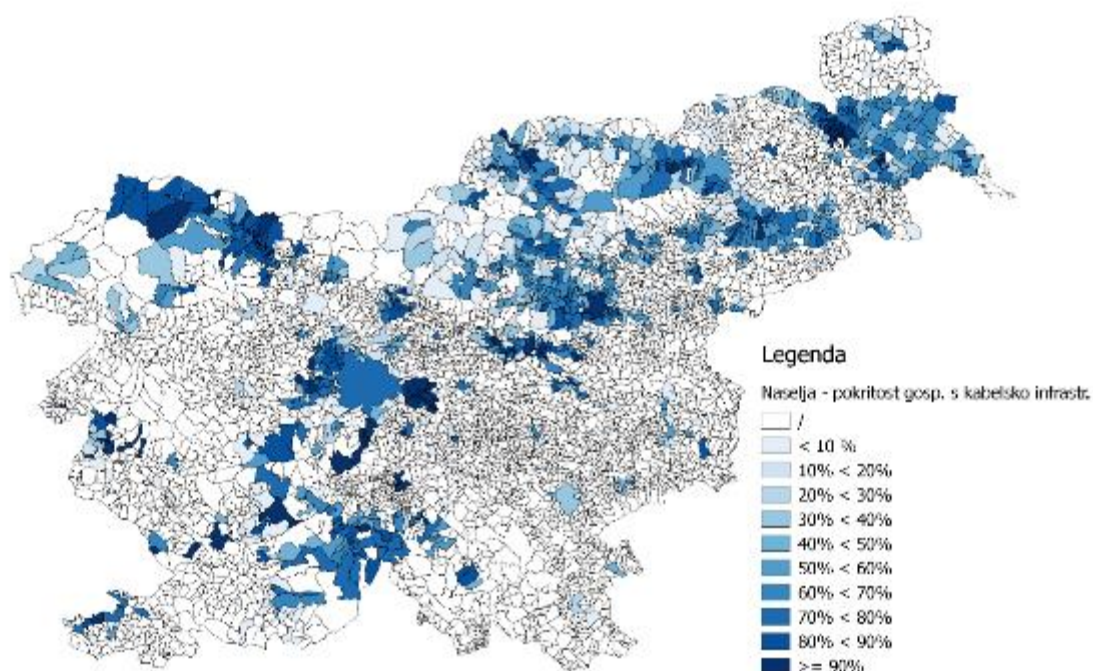 Legenda
Naselja - pokritost gosp. s kabelsko infrastr.
/
< 10 %
10% < 20%
20% < 30%
30% < 40%
40% < 50%
50% < 60%
60% < 70%
70% < 80%
80% < 90%
>= 90%